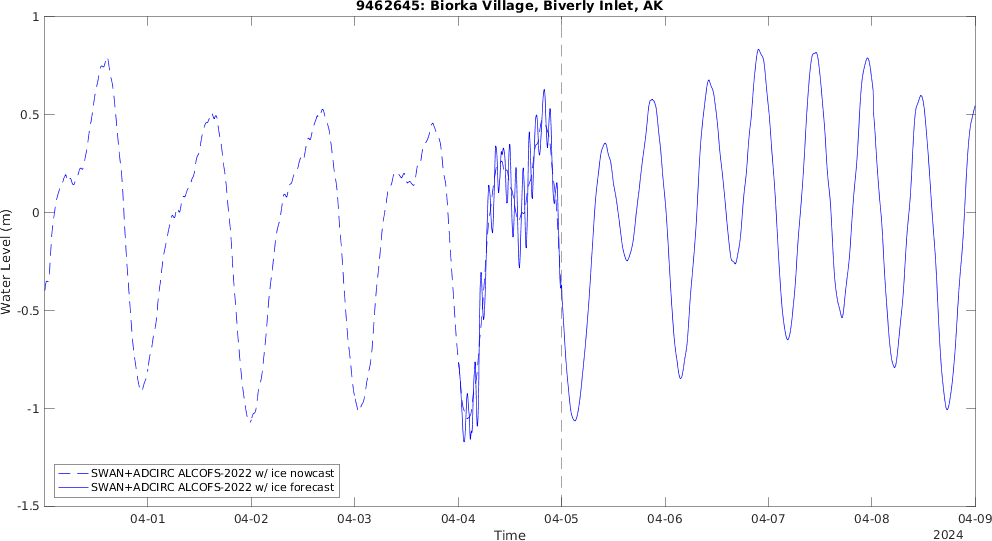 9462645: Biorka Village, Biverly Inlet, AK
1
0.5
0
-0.5
-1
-1.5
Water Level (m)
SWAN+ADCIRC ALCOFS-2022 w/ ice nowcast
SWAN+ADCIRC ALCOFS-2022 w/ ice forecast
04-01 04-02 04-03 04-04 04-05 04-06 04-07 04-08 04-09
Time
2024